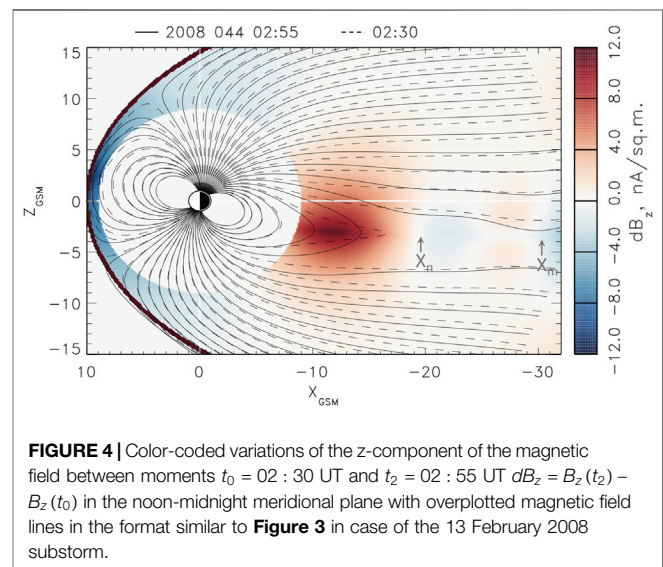 2008 044 02:55 02:30
15
10
5
0
−5
−10
−15
Z_GSM
10 0 −10 −20 −30
X_GSM
X_n
X_m
12.0
8.0
4.0
0.0
−4.0
−8.0
−12.0
dB_z, nA/sq.m.
FIGURE 4 | Color-coded variations of the z-component of the magnetic
field between moments t₀ = 02 : 30 UT and t₂ = 02 : 55 UT dB_z = B_z(t₂) −
B_z(t₀) in the noon-midnight meridional plane with overplotted magnetic field
lines in the format similar to Figure 3 in case of the 13 February 2008
substorm.